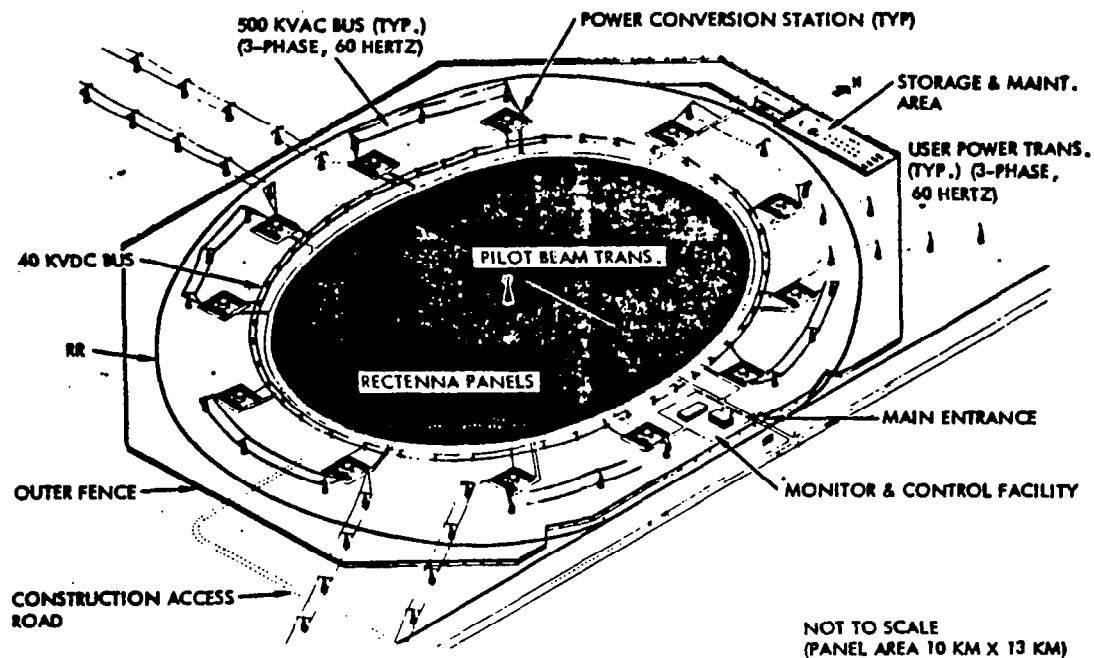 500 KVAC BUS (TYP.)
(3-PHASE, 60 HERTZ)
POWER CONVERSION STATION (TYP)
STORAGE & MAINT.
AREA
USER POWER TRANS.
(TYP.) (3-PHASE,
60 HERTZ)
40 KVDC BUS
PILOT BEAM TRANS.
RR
RECTENNA PANELS
MAIN ENTRANCE
OUTER FENCE
MONITOR & CONTROL FACILITY
CONSTRUCTION ACCESS
ROAD
NOT TO SCALE
(PANEL AREA 10 KM X 13 KM)